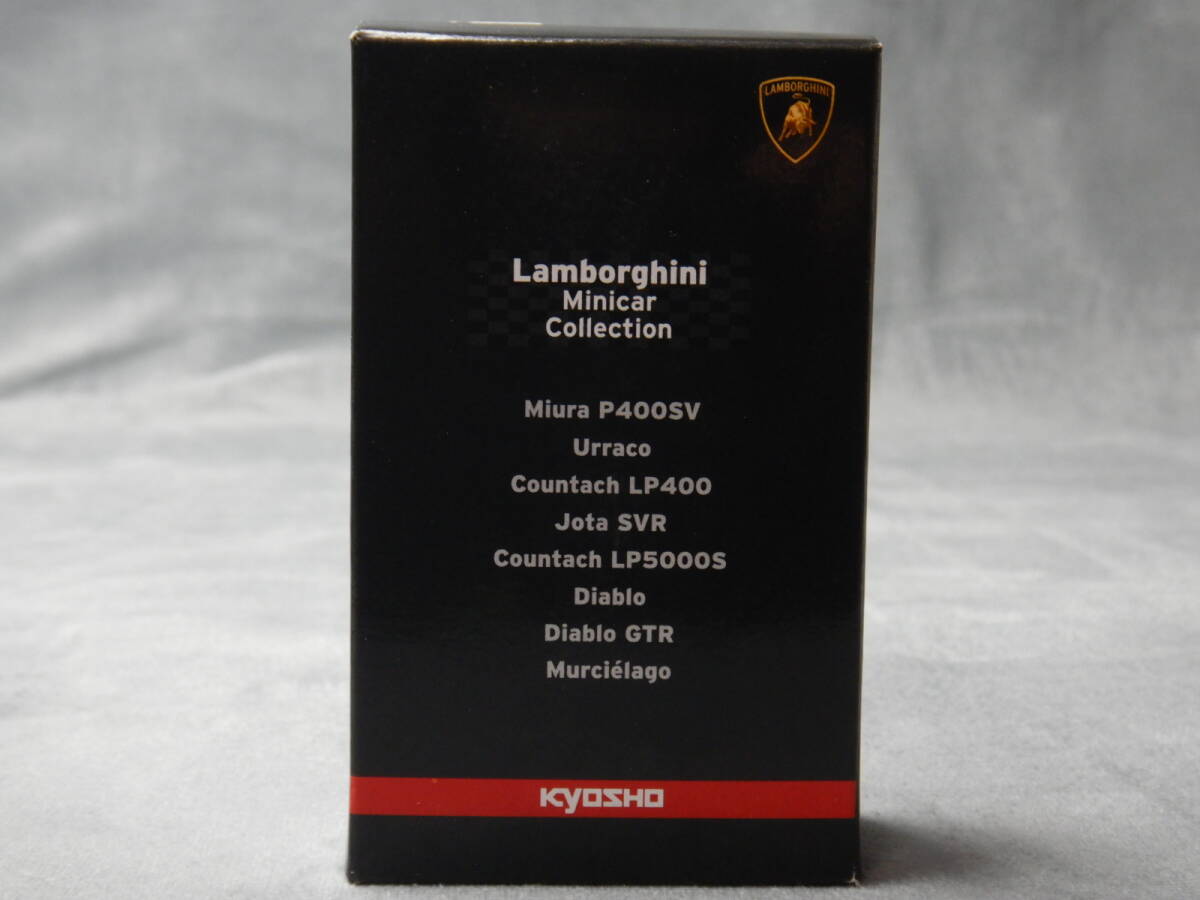 LAMBORGHINI
Lamborghini
Minicar
Collection
Miura P400SV
Urraco
Countach LP400
Jota SVR
Countach LP5000S
Diablo
Diablo GTR
Murciélago
KYOSHO